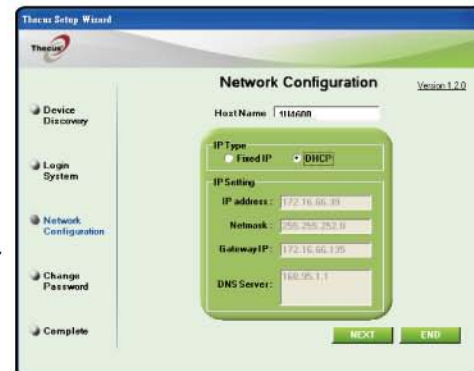 Thecus Setup Wizard
Thecus
Network Configuration
Version 1.2.0
Device
Discovery
Login
System
Network
Configuration
Change
Password
Complete
Host Name
IP Type
Fixed IP
DHCP
IP Setting
IP address :
172.16.66.39
Netmask :
255.255.252.0
Gateway IP :
172.16.66.135
DNS Server :
168.95.1.1
NEXT
END